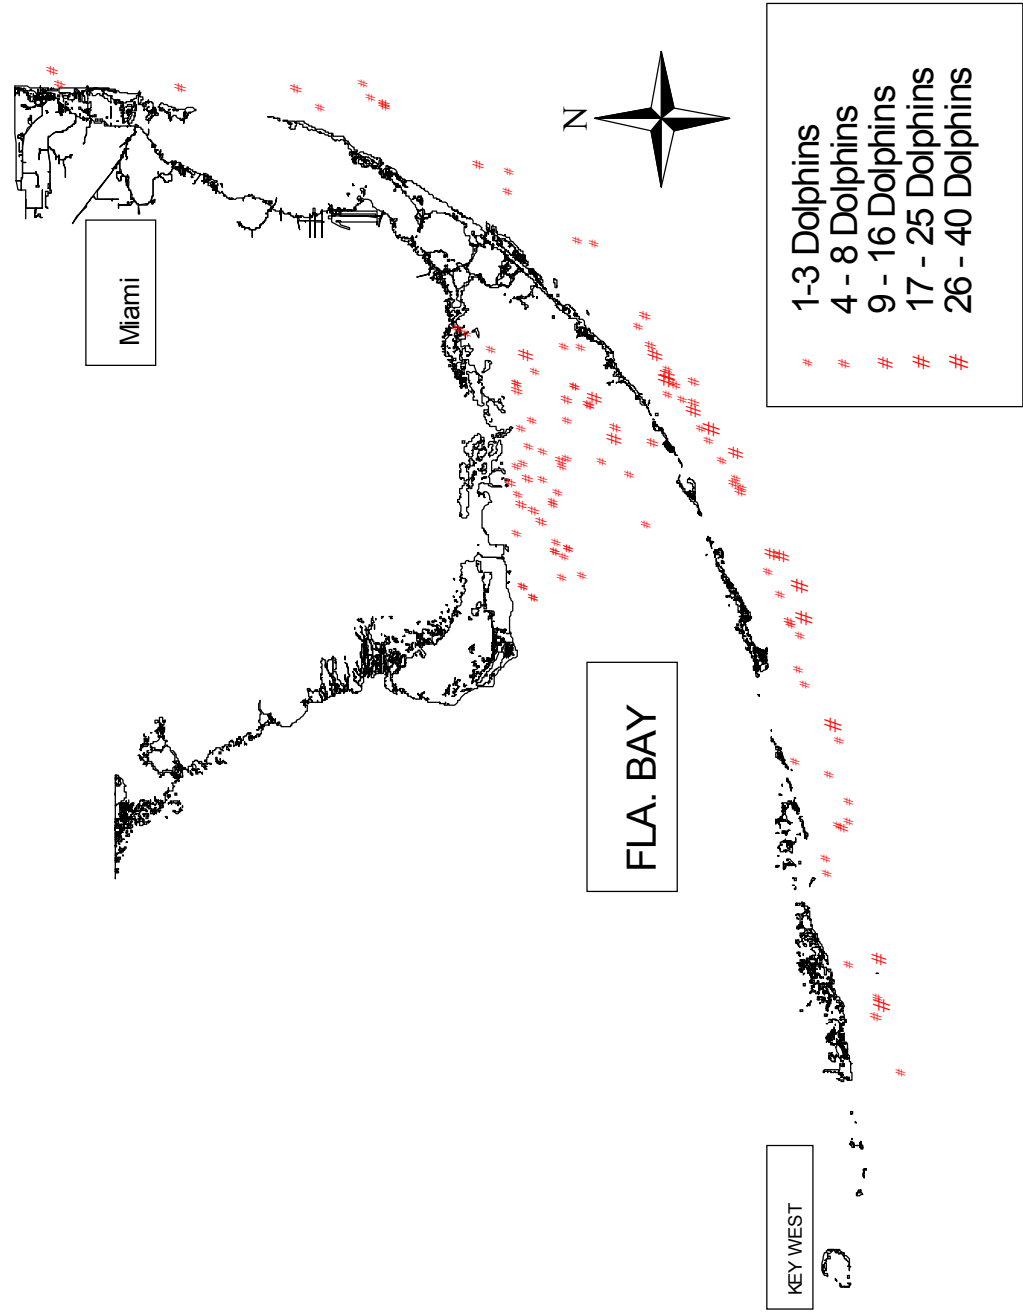 N
Miami
FLA. BAY
KEY WEST
# 1-3 Dolphins
# 4 - 8 Dolphins
# 9 - 16 Dolphins
# 17 - 25 Dolphins
# 26 - 40 Dolphins